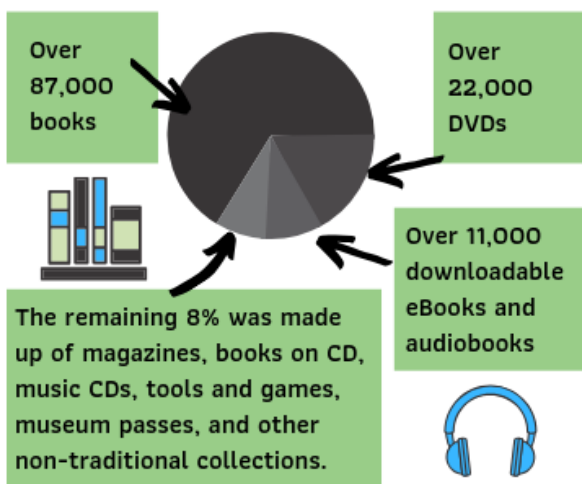 Over
87,000
books
Over
22,000
DVDs
Over 11,000
downloadable
eBooks and
audiobooks
The remaining 8% was made
up of magazines, books on CD,
music CDs, tools and games,
museum passes, and other
non-traditional collections.